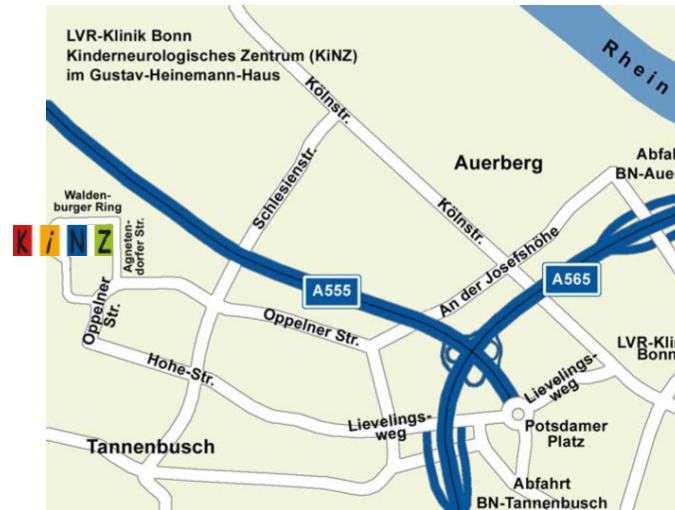 LVR-Klinik Bonn
Kinderneurologisches Zentrum (KiNZ)
im Gustav-Heinemann-Haus
Rhein
Kölnstr.
Auerberg
Abfa
BN-Auer
Schlesienstr.
Walden-
burger Ring
Agneten-
dorfer Str.
KiNZ
Kölnstr.
An der Josefshöhe
A565
A555
Oppelner
Str.
Oppelner Str.
LVR-Kli
Bonn
Hohe-Str.
Lievelings-
weg
Lievelings-
weg
Potsdamer
Platz
Tannenbusch
Abfahrt
BN-Tannenbusch